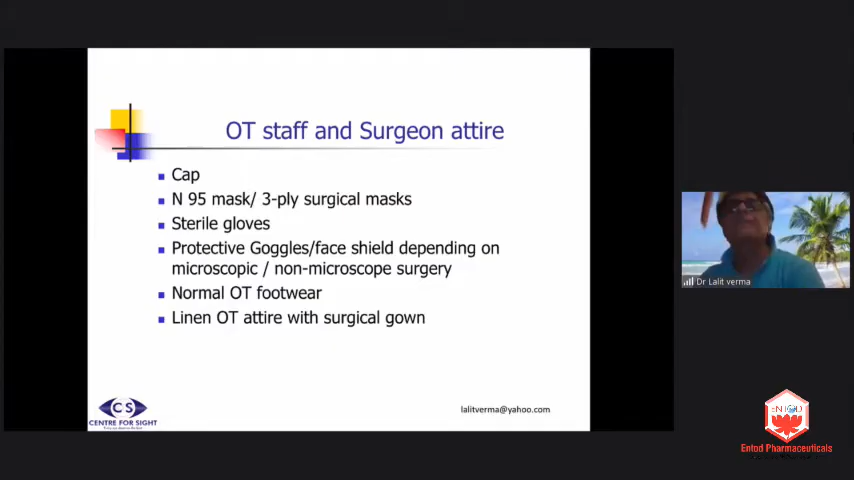 OT staff and Surgeon attire
Cap
N 95 mask/ 3-ply surgical masks
Sterile gloves
Protective Goggles/face shield depending on
microscopic / non-microscope surgery
Normal OT footwear
Linen OT attire with surgical gown
Dr Lalit verma
CS
CENTRE FOR SIGHT
lalitverma@yahoo.com
ENTOD
Entod Pharmaceuticals